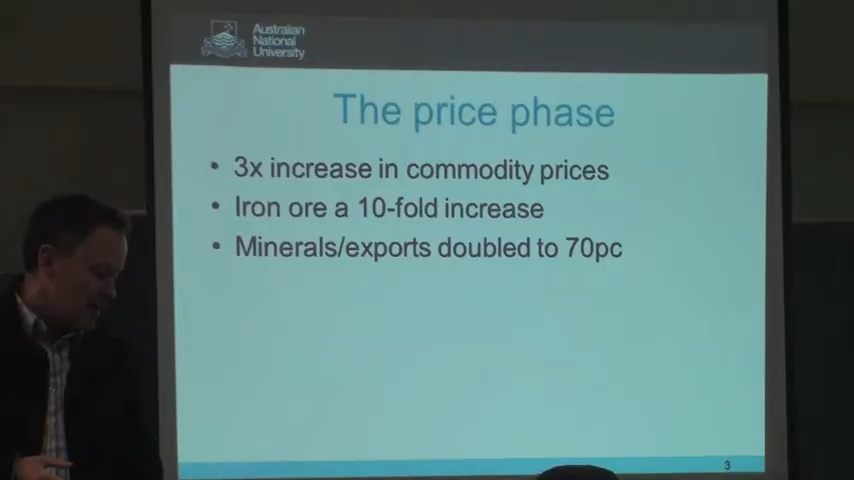 Australian
National
University
The price phase
• 3x increase in commodity prices
• Iron ore a 10-fold increase
• Minerals/exports doubled to 70pc
3